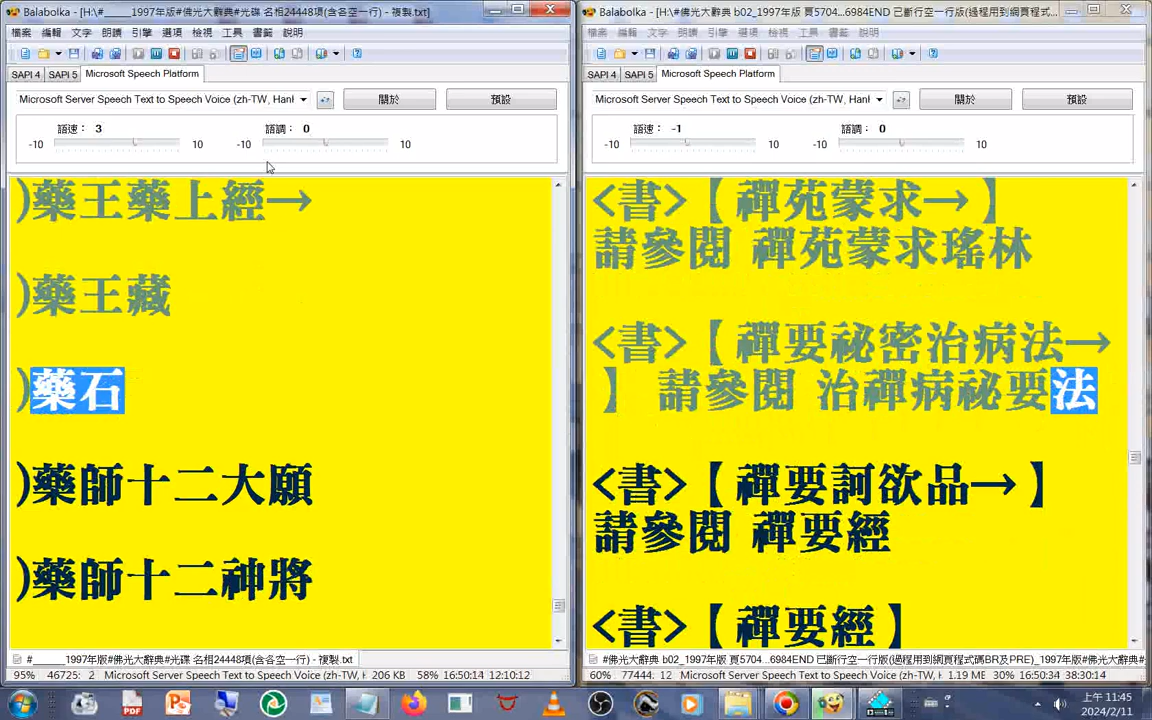 Balabolka - [H:\#_____1997年版#佛光大辭典#光碟 名相24448項(含各空一行) - 複製.txt]
檔案 編輯 文字 朗讀 引擎 選項 檢視 工具 書籤 說明
SAPI 4 SAPI 5 Microsoft Speech Platform
Microsoft Server Speech Text to Speech Voice (zh-TW, Hanl
關於 預設
語速： 3 語調： 0
-10 10 -10 10
)藥王藥上經→
)藥王藏
)藥石
)藥師十二大願
)藥師十二神將
#_____1997年版#佛光大辭典#光碟 名相24448項(含各空一行) - 複製.txt
95% 46725: 2 Microsoft Server Speech Text to Speech Voice (zh-TW, H 206 KB 58% 16:50:14 12:10:12
Balabolka - [H:\#佛光大辭典 b02_1997年版 頁5704...6984END 已斷行空一行版(過程用到網頁程式...
檔案 編輯 文字 朗讀 引擎 選項 檢視 工具 書籤 說明
SAPI 4 SAPI 5 Microsoft Speech Platform
Microsoft Server Speech Text to Speech Voice (zh-TW, Hanl
關於 預設
語速： -1 語調： 0
-10 10 -10 10
<書>【禪苑蒙求→】
請參閱 禪苑蒙求瑤林
<書>【禪要祕密治病法→
】 請參閱 治禪病祕要法
<書>【禪要訶欲品→】
請參閱 禪要經
<書>【禪要經】
#佛光大辭典 b02_1997年版 頁5704...6984END 已斷行空一行版(過程用到網頁程式碼BR及PRE)_1997年版#
60% 77444: 12 Microsoft Server Speech Text to Speech Voice (zh-TW, 1.19 ME 30% 16:50:34 38:30:14
上午 11:45
2024/2/11